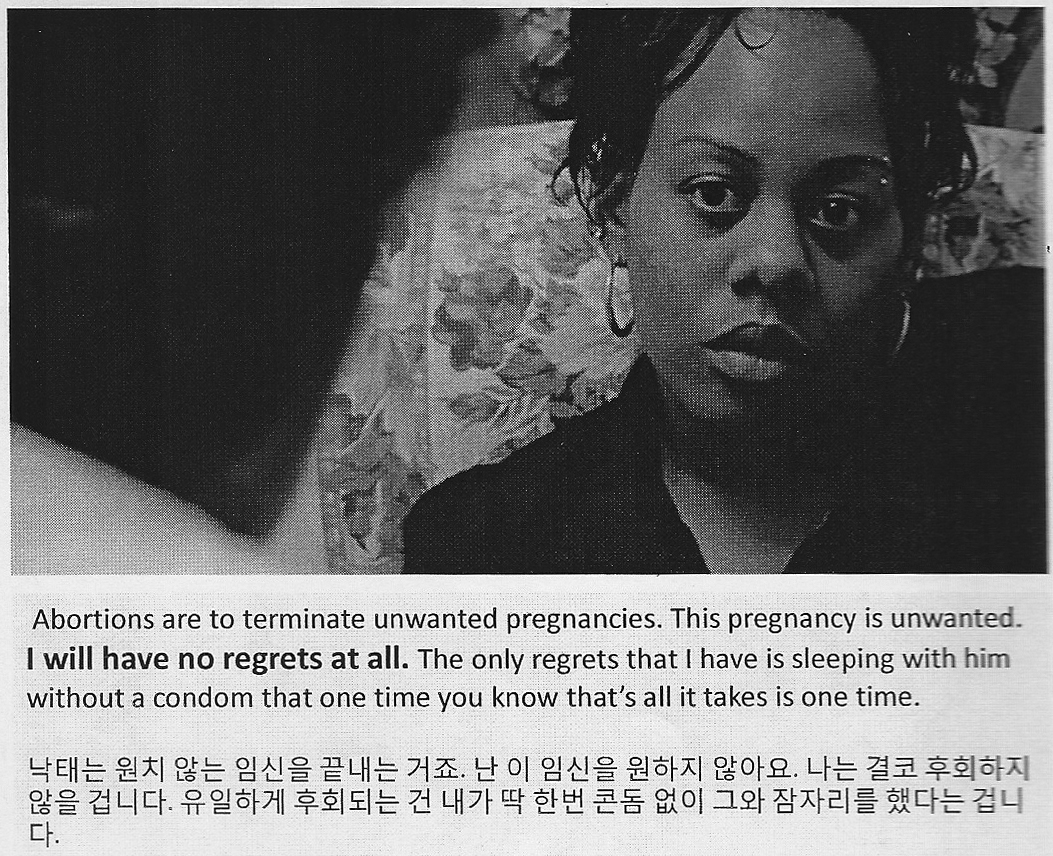 Abortions are to terminate unwanted pregnancies. This pregnancy is unwanted.
I will have no regrets at all. The only regrets that I have is sleeping with him
without a condom that one time you know that’s all it takes is one time.
낙태는 원치 않는 임신을 끝내는 거죠. 난 이 임신을 원하지 않아요. 나는 결코 후회하지
않을 겁니다. 유일하게 후회되는 건 내가 딱 한번 콘돔 없이 그와 잠자리를 했다는 겁니
다.